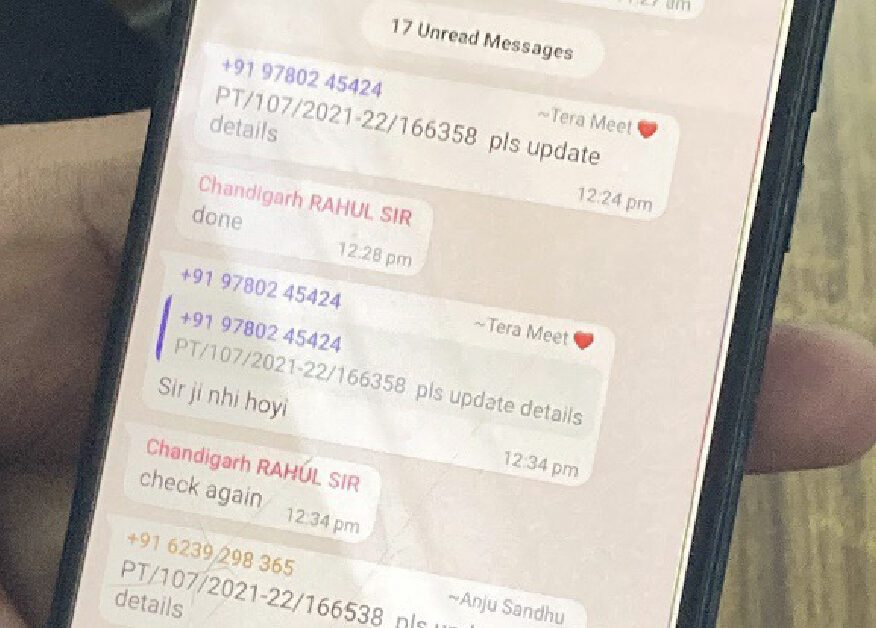 am
17 Unread Messages
+91 97802 45424
~Tera Meet ❤️
PT/107/2021-22/166358 pls update
details
12:24 pm
Chandigarh RAHUL SIR
done
12:28 pm
+91 97802 45424
~Tera Meet ❤️
+91 97802 45424
PT/107/2021-22/166358 pls update details
Sir ji nhi hoyi
12:34 pm
Chandigarh RAHUL SIR
check again
12:34 pm
+91 6239 298 365
~Anju Sandhu
PT/107/2021-22/166538 pls
details